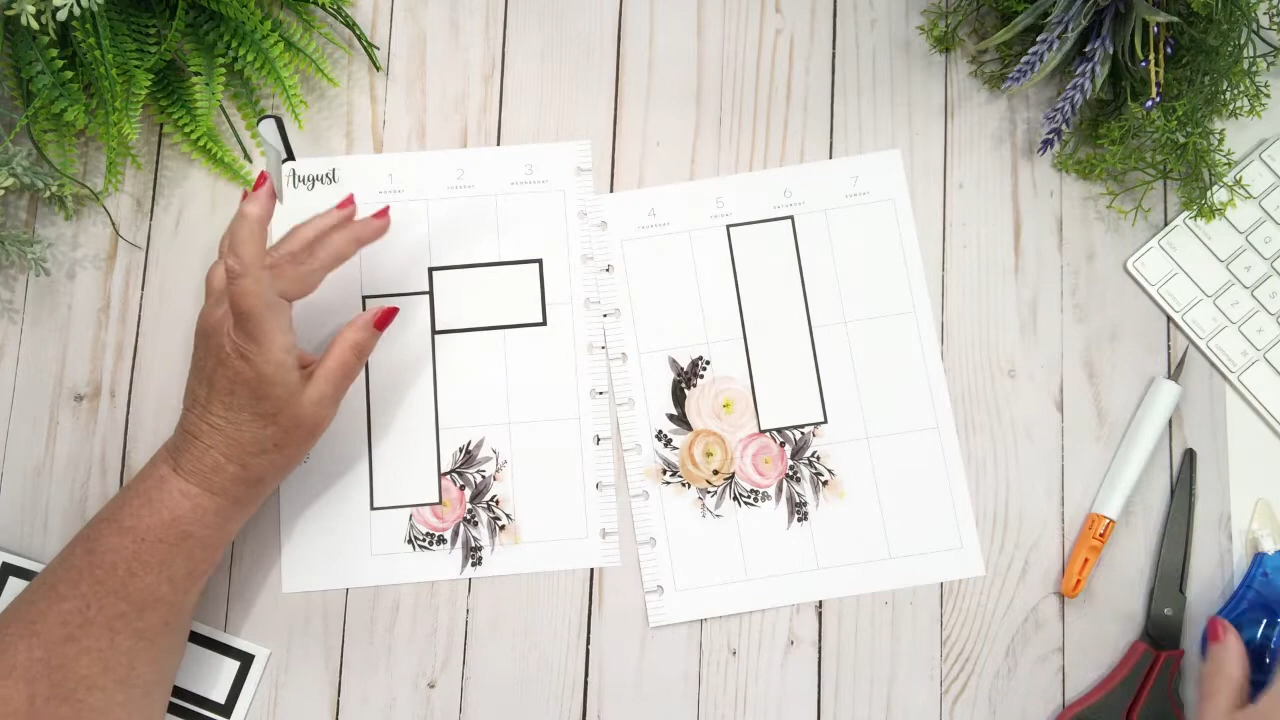 August
1 2 3
MONDAY TUESDAY WEDNESDAY
4 5 6 7
THURSDAY FRIDAY SATURDAY SUNDAY
Q
A
Z
S
X